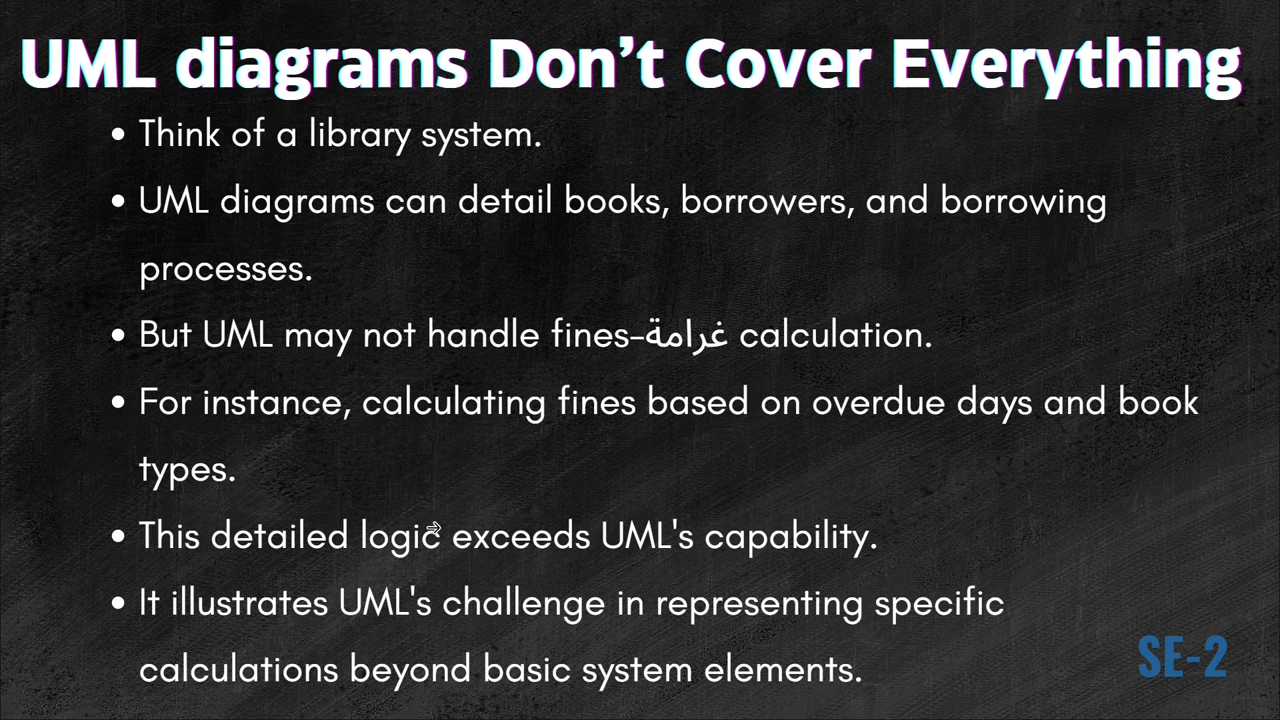 UML diagrams Don’t Cover Everything
• Think of a library system.
• UML diagrams can detail books, borrowers, and borrowing
processes.
• But UML may not handle fines-غرامة calculation.
• For instance, calculating fines based on overdue days and book
types.
• This detailed logic exceeds UML's capability.
• It illustrates UML's challenge in representing specific
calculations beyond basic system elements.
SE-2